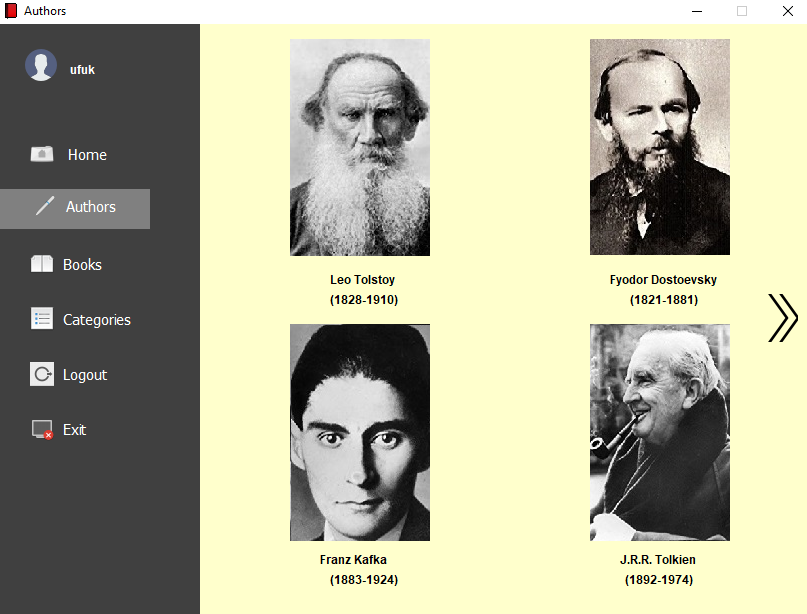 Authors
ufuk
Home
Authors
Books
Categories
Logout
Exit
Leo Tolstoy
(1828-1910)
Fyodor Dostoevsky
(1821-1881)
Franz Kafka
(1883-1924)
J.R.R. Tolkien
(1892-1974)